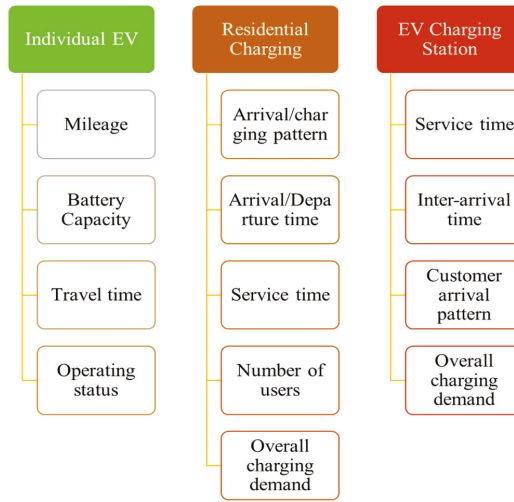 Individual EV
Mileage
Battery
Capacity
Travel time
Operating
status
Residential
Charging
Arrival/char
ging pattern
Arrival/Depa
rture time
Service time
Number of
users
Overall
charging
demand
EV Charging
Station
Service time
Inter-arrival
time
Customer
arrival
pattern
Overall
charging
demand